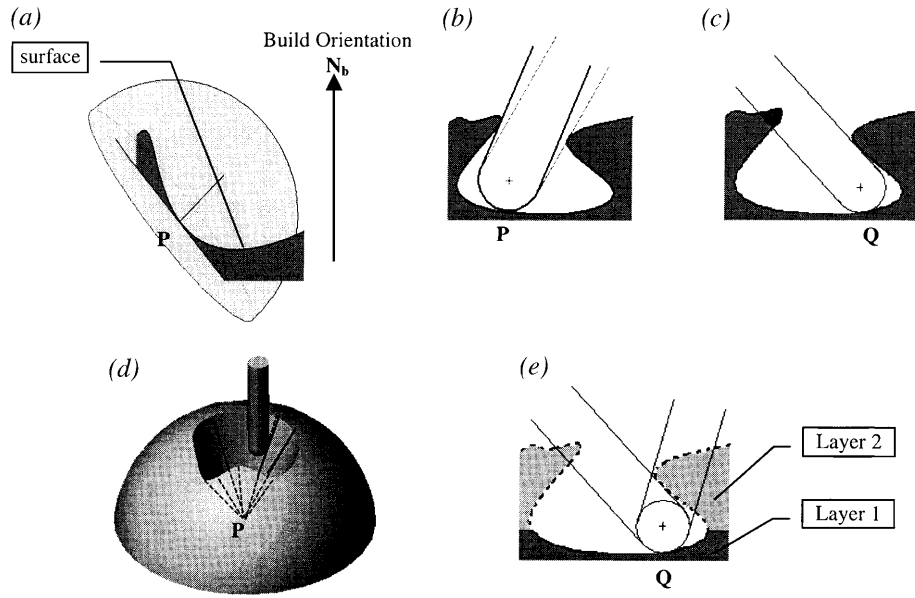 (a)
surface
Build Orientation
N_b
P
(b)
P
(c)
Q
(d)
P
(e)
Layer 2
Layer 1
Q